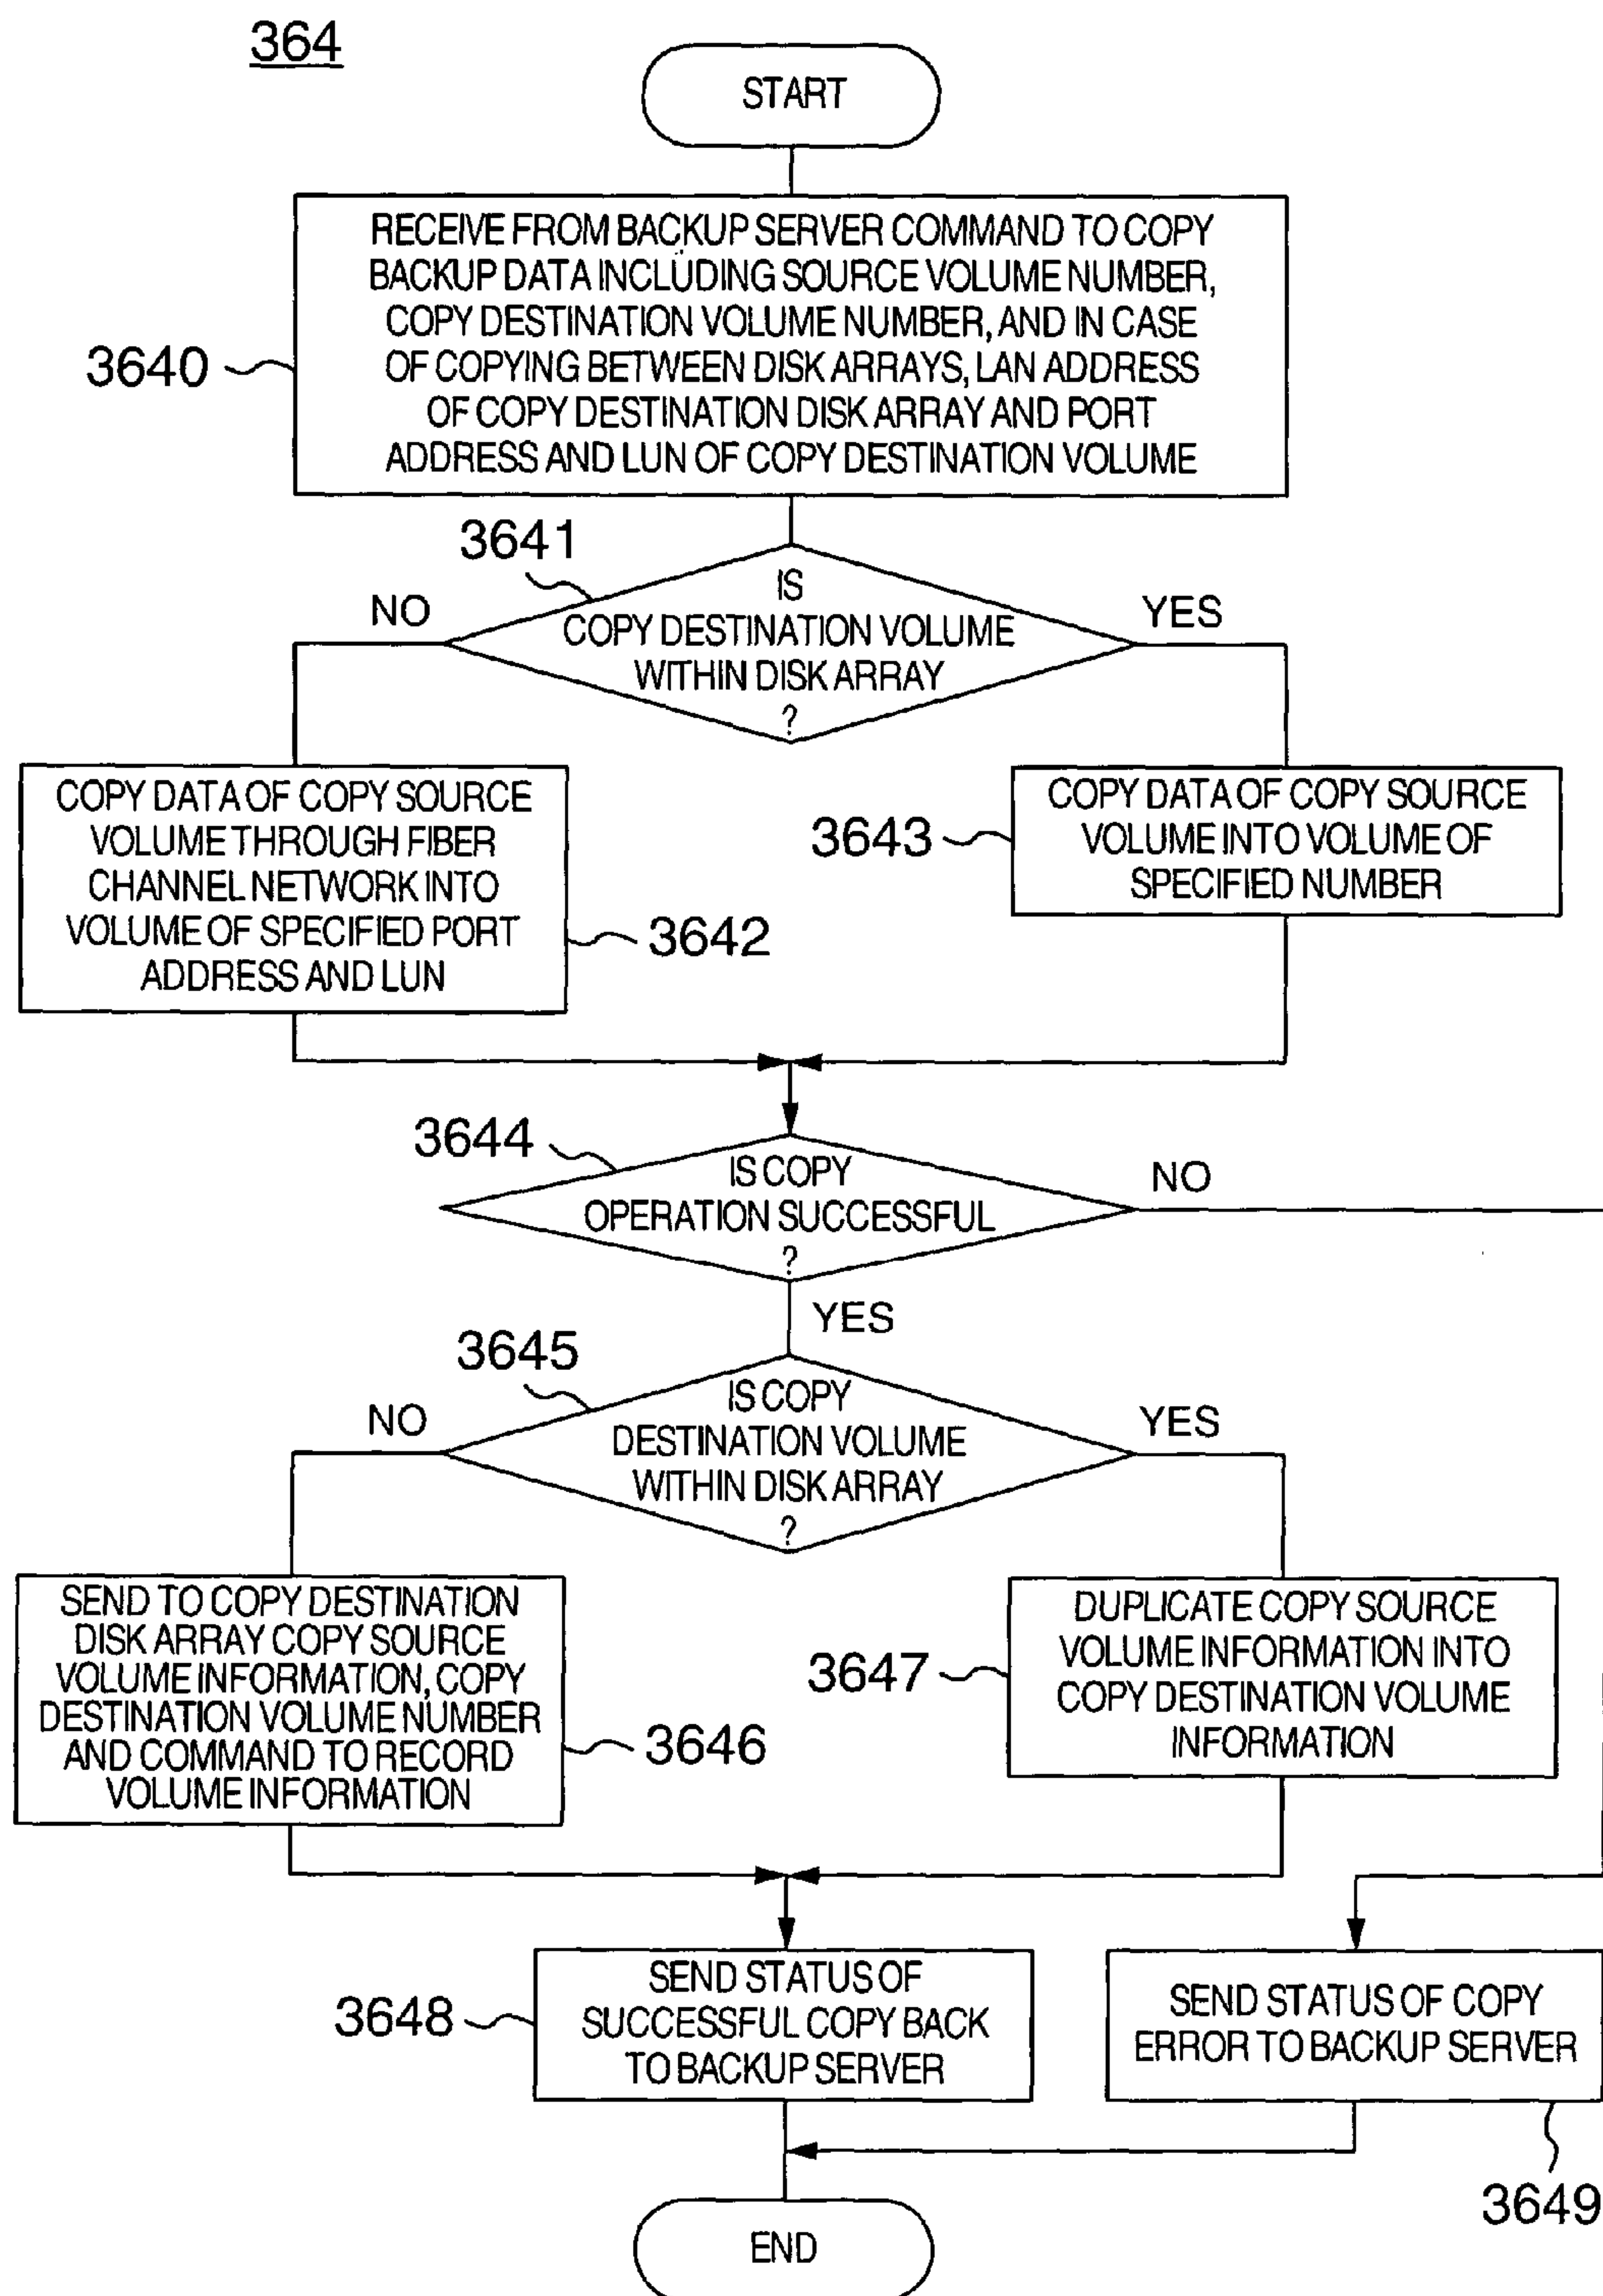 364
START
RECEIVE FROM BACKUP SERVER COMMAND TO COPY
BACKUP DATA INCLUDING SOURCE VOLUME NUMBER,
COPY DESTINATION VOLUME NUMBER, AND IN CASE
OF COPYING BETWEEN DISK ARRAYS, LAN ADDRESS
OF COPY DESTINATION DISK ARRAY AND PORT
ADDRESS AND LUN OF COPY DESTINATION VOLUME
3640
3641
IS
COPY DESTINATION VOLUME
WITHIN DISK ARRAY
?
NO
YES
COPY DATA OF COPY SOURCE
VOLUME THROUGH FIBER
CHANNEL NETWORK INTO
VOLUME OF SPECIFIED PORT
ADDRESS AND LUN
3642
3643
COPY DATA OF COPY SOURCE
VOLUME INTO VOLUME OF
SPECIFIED NUMBER
3644
IS COPY
OPERATION SUCCESSFUL
?
NO
YES
3645
IS COPY
DESTINATION VOLUME
WITHIN DISK ARRAY
?
NO
YES
SEND TO COPY DESTINATION
DISK ARRAY COPY SOURCE
VOLUME INFORMATION, COPY
DESTINATION VOLUME NUMBER
AND COMMAND TO RECORD
VOLUME INFORMATION
3646
3647
DUPLICATE COPY SOURCE
VOLUME INFORMATION INTO
COPY DESTINATION VOLUME
INFORMATION
3648
SEND STATUS OF
SUCCESSFUL COPY BACK
TO BACKUP SERVER
SEND STATUS OF COPY
ERROR TO BACKUP SERVER
3649
END